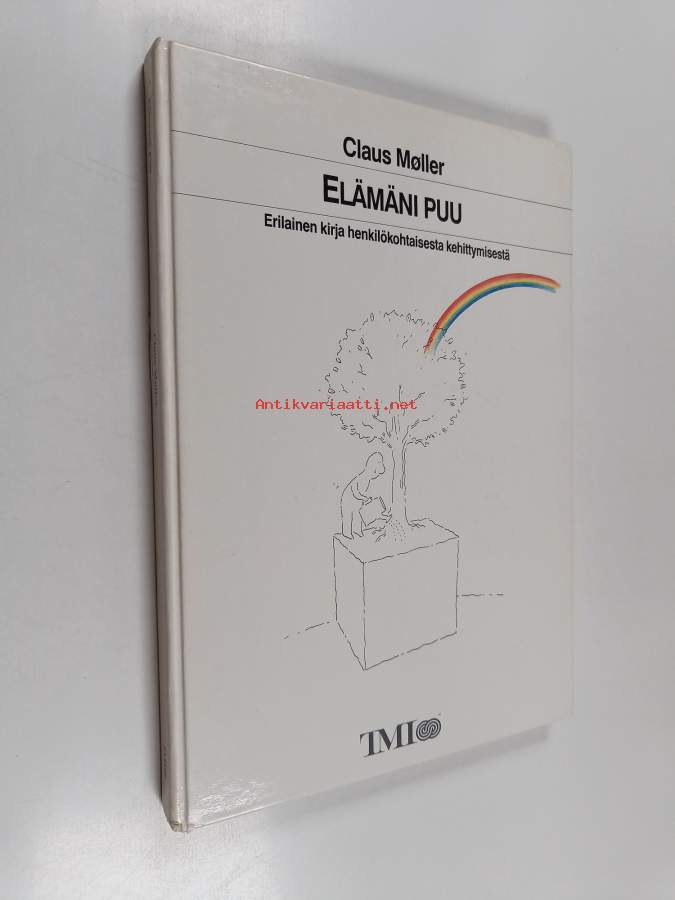 Claus Møller
ELÄMÄNI PUU
Erilainen kirja henkilökohtaisesta kehittymisestä
Antikvariaatti.net
TMI